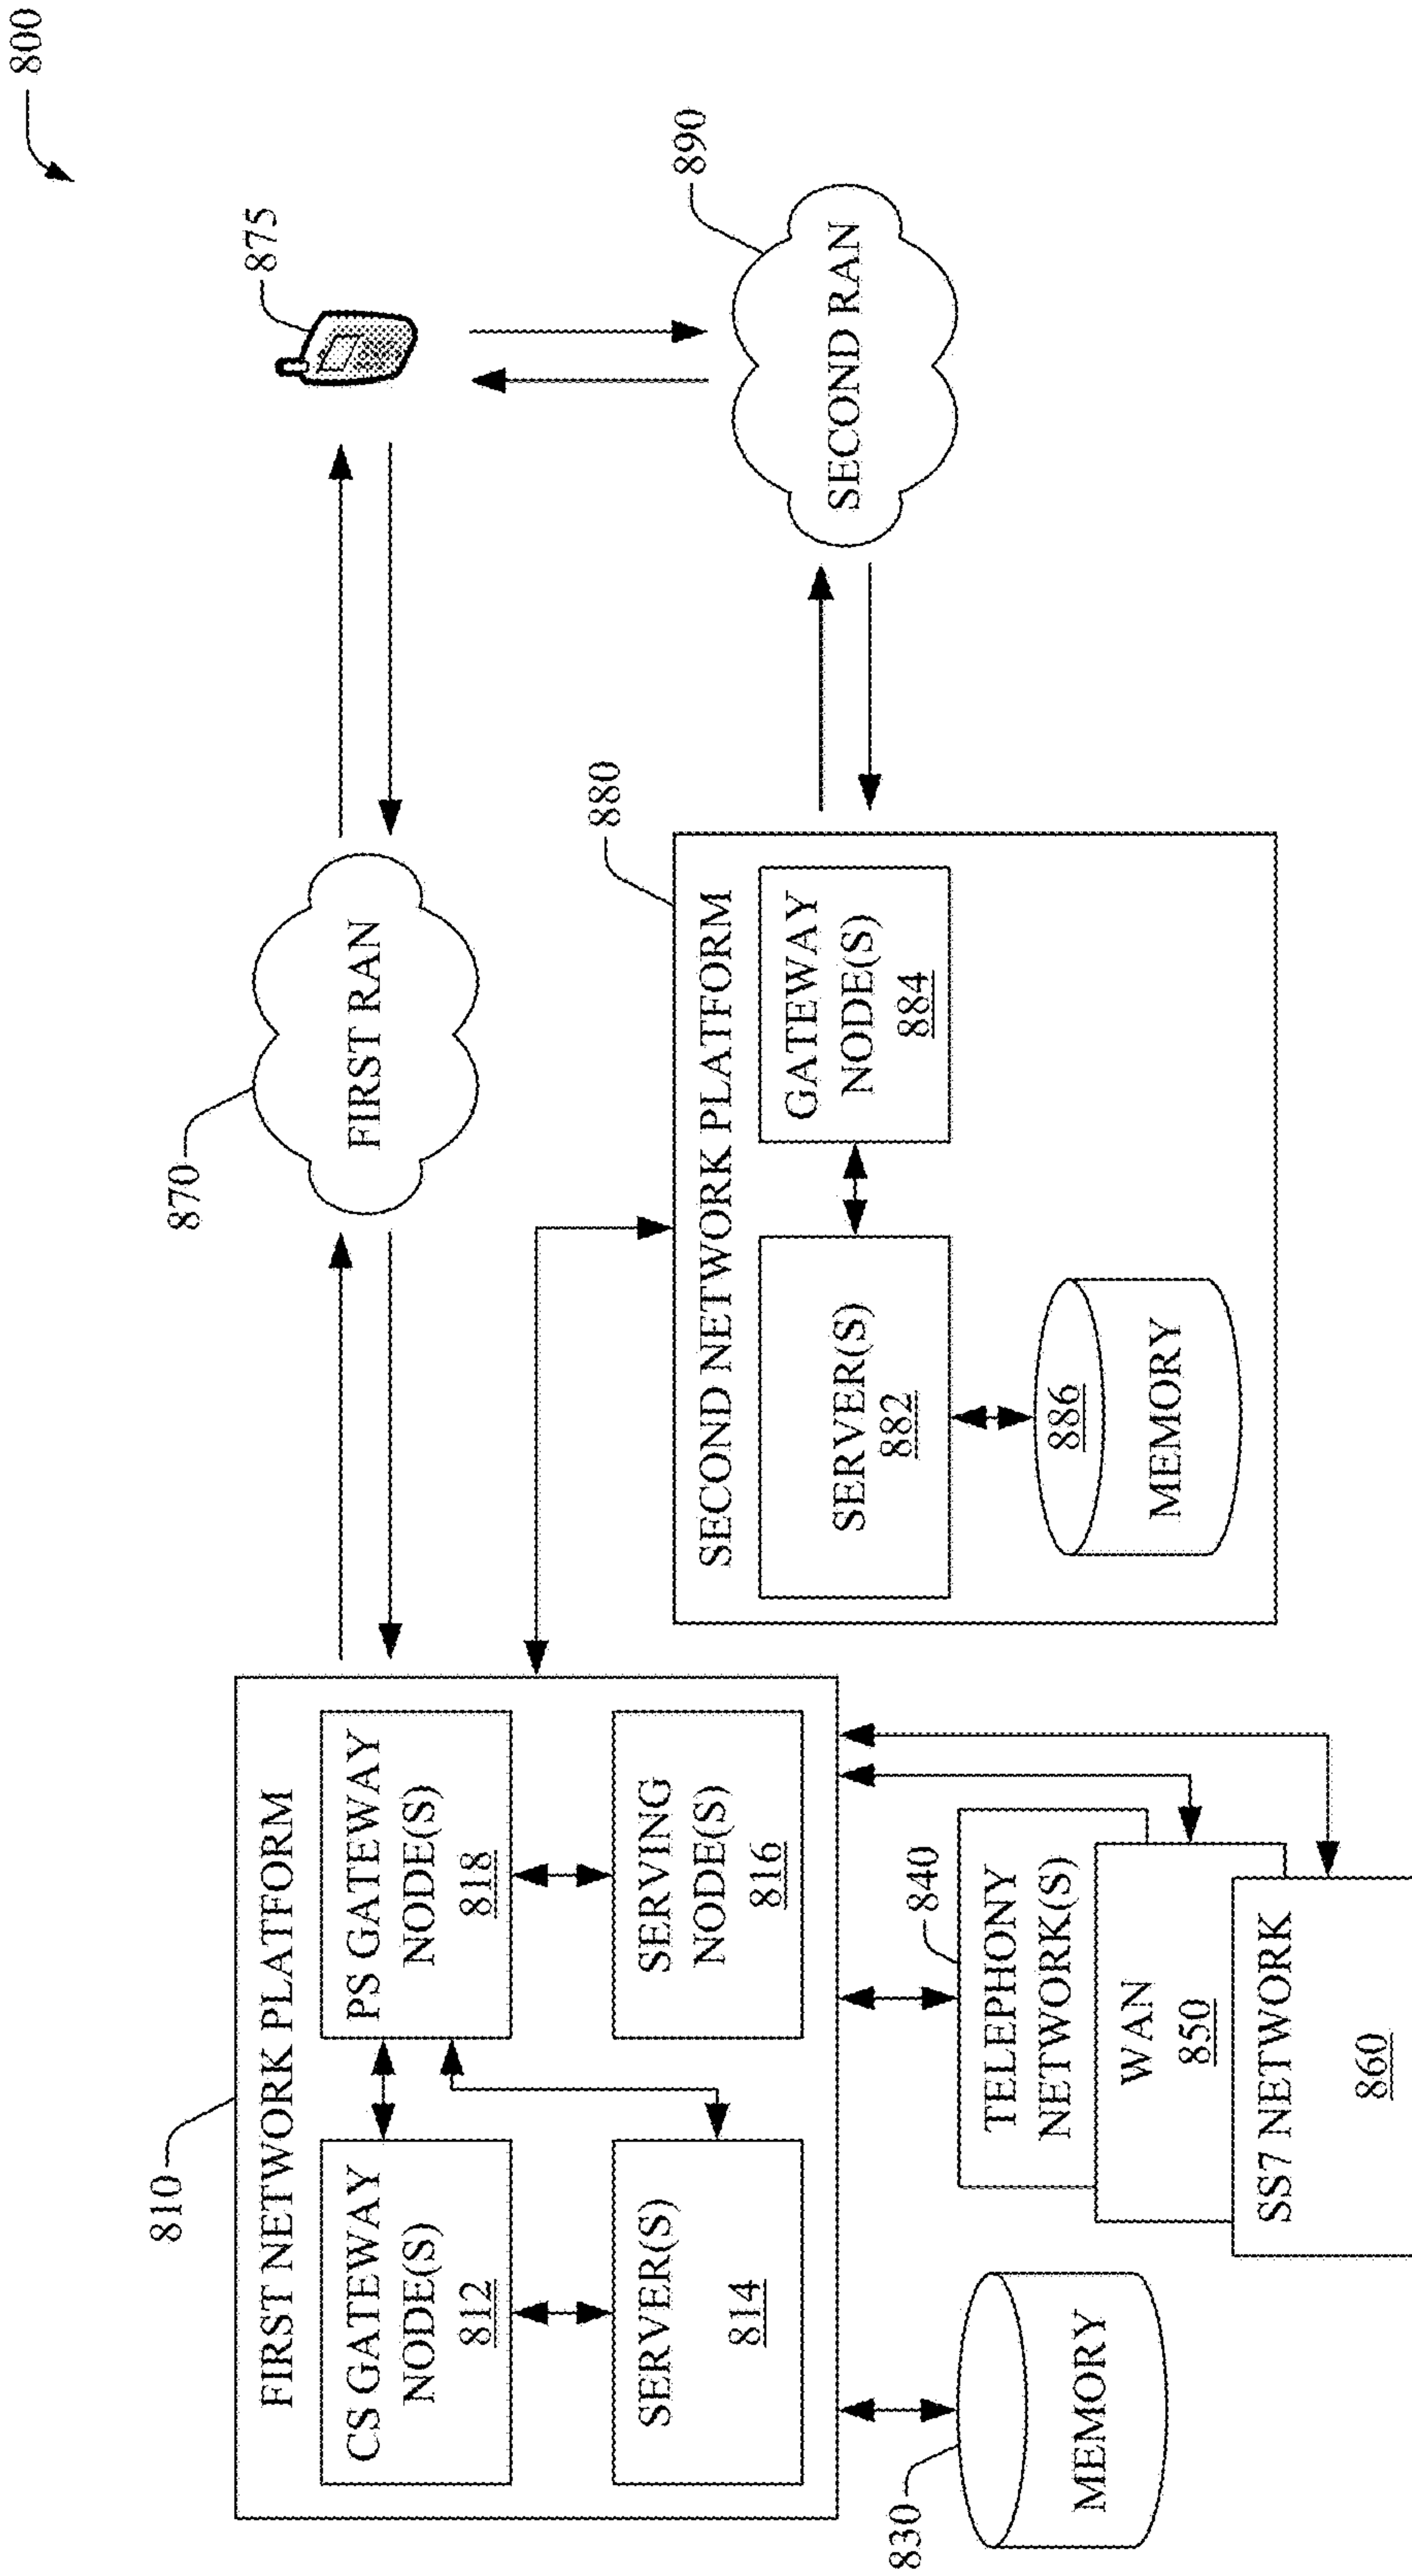 800
810
FIRST NETWORK PLATFORM
CS GATEWAY
NODE(S)
812
PS GATEWAY
NODE(S)
818
SERVER(S)
814
SERVING
NODE(S)
816
870
FIRST RAN
875
830
MEMORY
840
TELEPHONY
NETWORK(S)
WAN
850
SS7 NETWORK
860
880
SECOND NETWORK PLATFORM
SERVER(S)
882
GATEWAY
NODE(S)
884
886
MEMORY
890
SECOND RAN